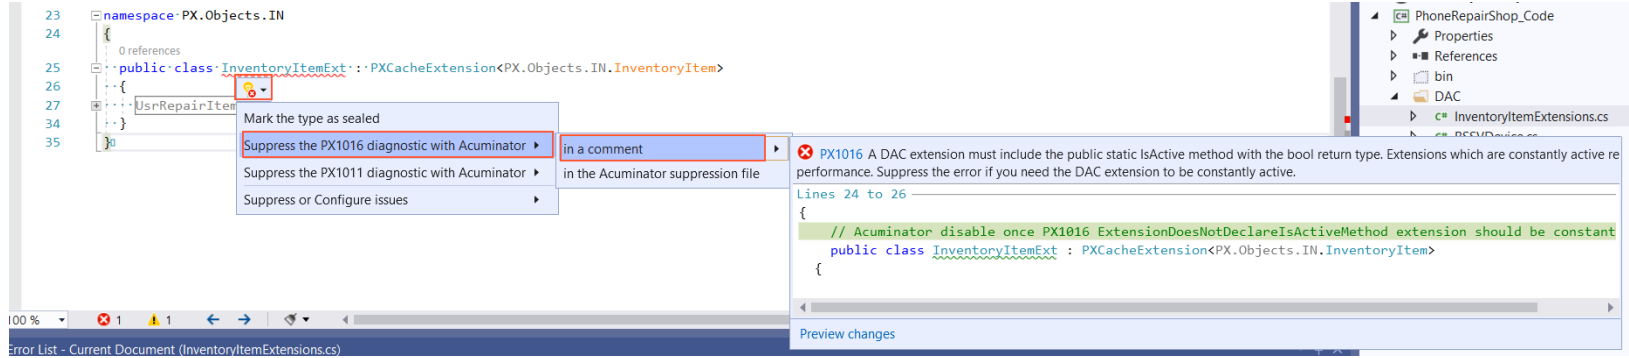 23 namespace PX.Objects.IN
24 {
0 references
25 public class InventoryItemExt : PXCacheExtension<PX.Objects.IN.InventoryItem>
26 {
27 UsrRepairItem
34 }
35 }
Mark the type as sealed
Suppress the PX1016 diagnostic with Acuminator
Suppress the PX1011 diagnostic with Acuminator
Suppress or Configure issues
in a comment
in the Acuminator suppression file
PX1016 A DAC extension must include the public static IsActive method with the bool return type. Extensions which are constantly active re
performance. Suppress the error if you need the DAC extension to be constantly active.
Lines 24 to 26
{
// Acuminator disable once PX1016 ExtensionDoesNotDeclareIsActiveMethod extension should be constant
public class InventoryItemExt : PXCacheExtension<PX.Objects.IN.InventoryItem>
{
Preview changes
C# PhoneRepairShop_Code
Properties
References
bin
DAC
C# InventoryItemExtensions.cs
100 % 1 1
Error List - Current Document (InventoryItemExtensions.cs)